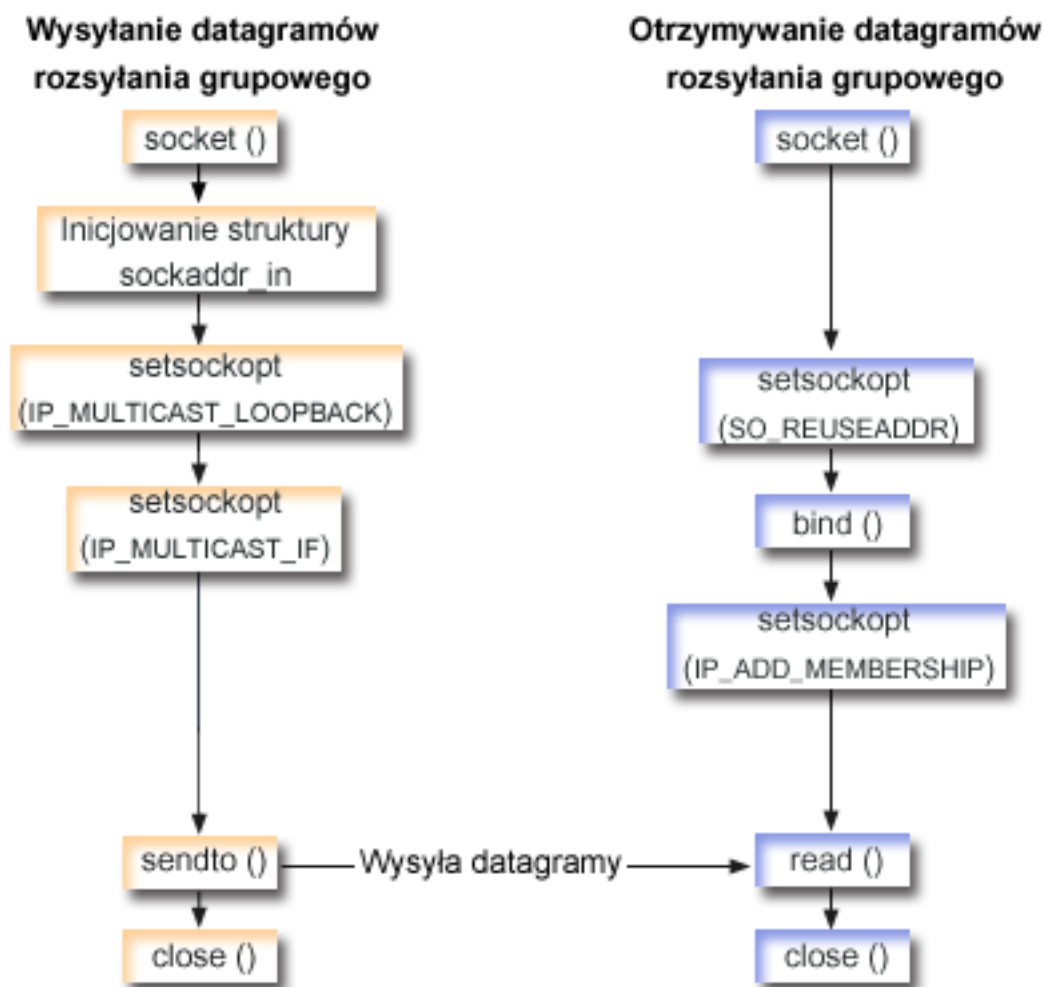 Wysyłanie datagramów
rozsyłania grupowego
socket ()
Inicjowanie struktury
sockaddr_in
setsockopt
(IP_MULTICAST_LOOPBACK)
setsockopt
(IP_MULTICAST_IF)
sendto ()
close ()
Wysyła datagramy
Otrzymywanie datagramów
rozsyłania grupowego
socket ()
setsockopt
(SO_REUSEADDR)
bind ()
setsockopt
(IP_ADD_MEMBERSHIP)
read ()
close ()